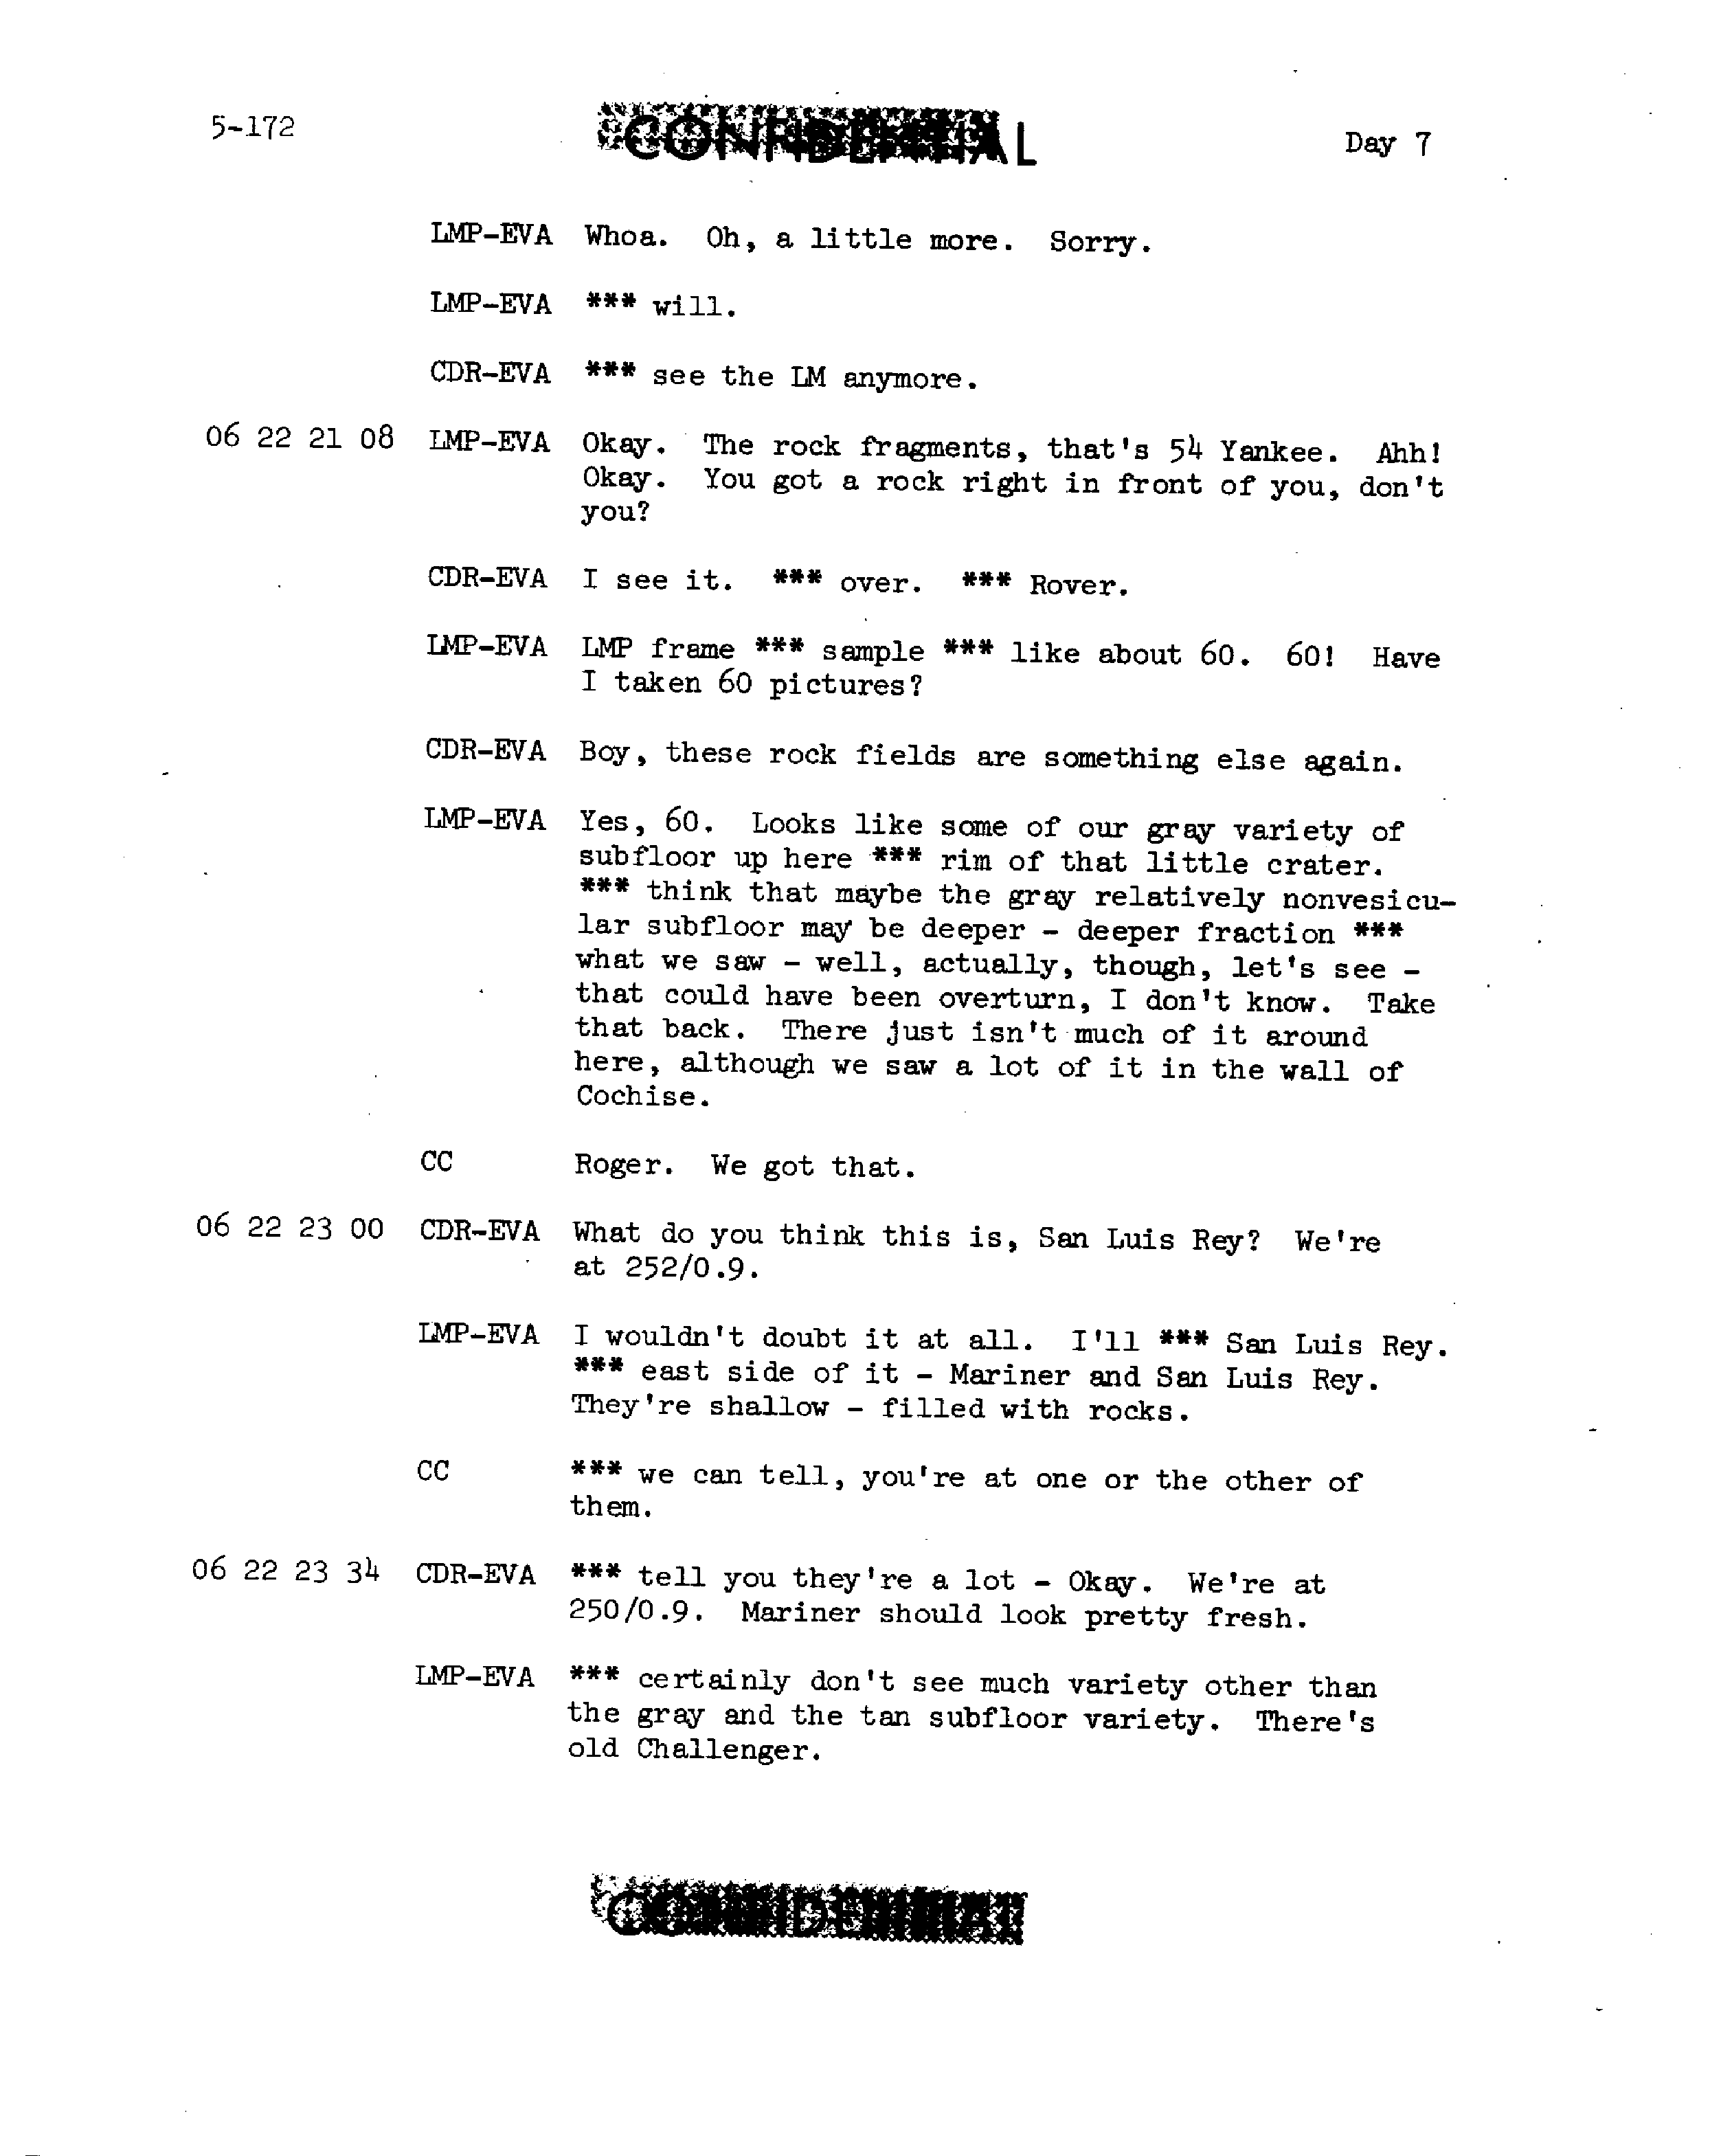 5-172
CONFIDENTIAL
Day 7
LMP-EVA Whoa. Oh, a little more. Sorry.
LMP-EVA *** will.
CDR-EVA *** see the LM anymore.
06 22 21 08 LMP-EVA Okay. The rock fragments, that's 54 Yankee. Ahh!
Okay. You got a rock right in front of you, don't
you?
CDR-EVA I see it. *** over. *** Rover.
LMP-EVA LMP frame *** sample *** like about 60. 60! Have
I taken 60 pictures?
CDR-EVA Boy, these rock fields are something else again.
LMP-EVA Yes, 60. Looks like some of our gray variety of
subfloor up here *** rim of that little crater.
*** think that maybe the gray relatively nonvesicu-
lar subfloor may be deeper - deeper fraction ***
what we saw - well, actually, though, let's see -
that could have been overturn, I don't know. Take
that back. There just isn't much of it around
here, although we saw a lot of it in the wall of
Cochise.
CC Roger. We got that.
06 22 23 00 CDR-EVA What do you think this is, San Luis Rey? We're
at 252/0.9.
LMP-EVA I wouldn't doubt it at all. I'll *** San Luis Rey.
*** east side of it - Mariner and San Luis Rey.
They're shallow - filled with rocks.
CC *** we can tell, you're at one or the other of
them.
06 22 23 34 CDR-EVA *** tell you they're a lot - Okay. We're at
250/0.9. Mariner should look pretty fresh.
LMP-EVA *** certainly don't see much variety other than
the gray and the tan subfloor variety. There's
old Challenger.
CONFIDENTIAL